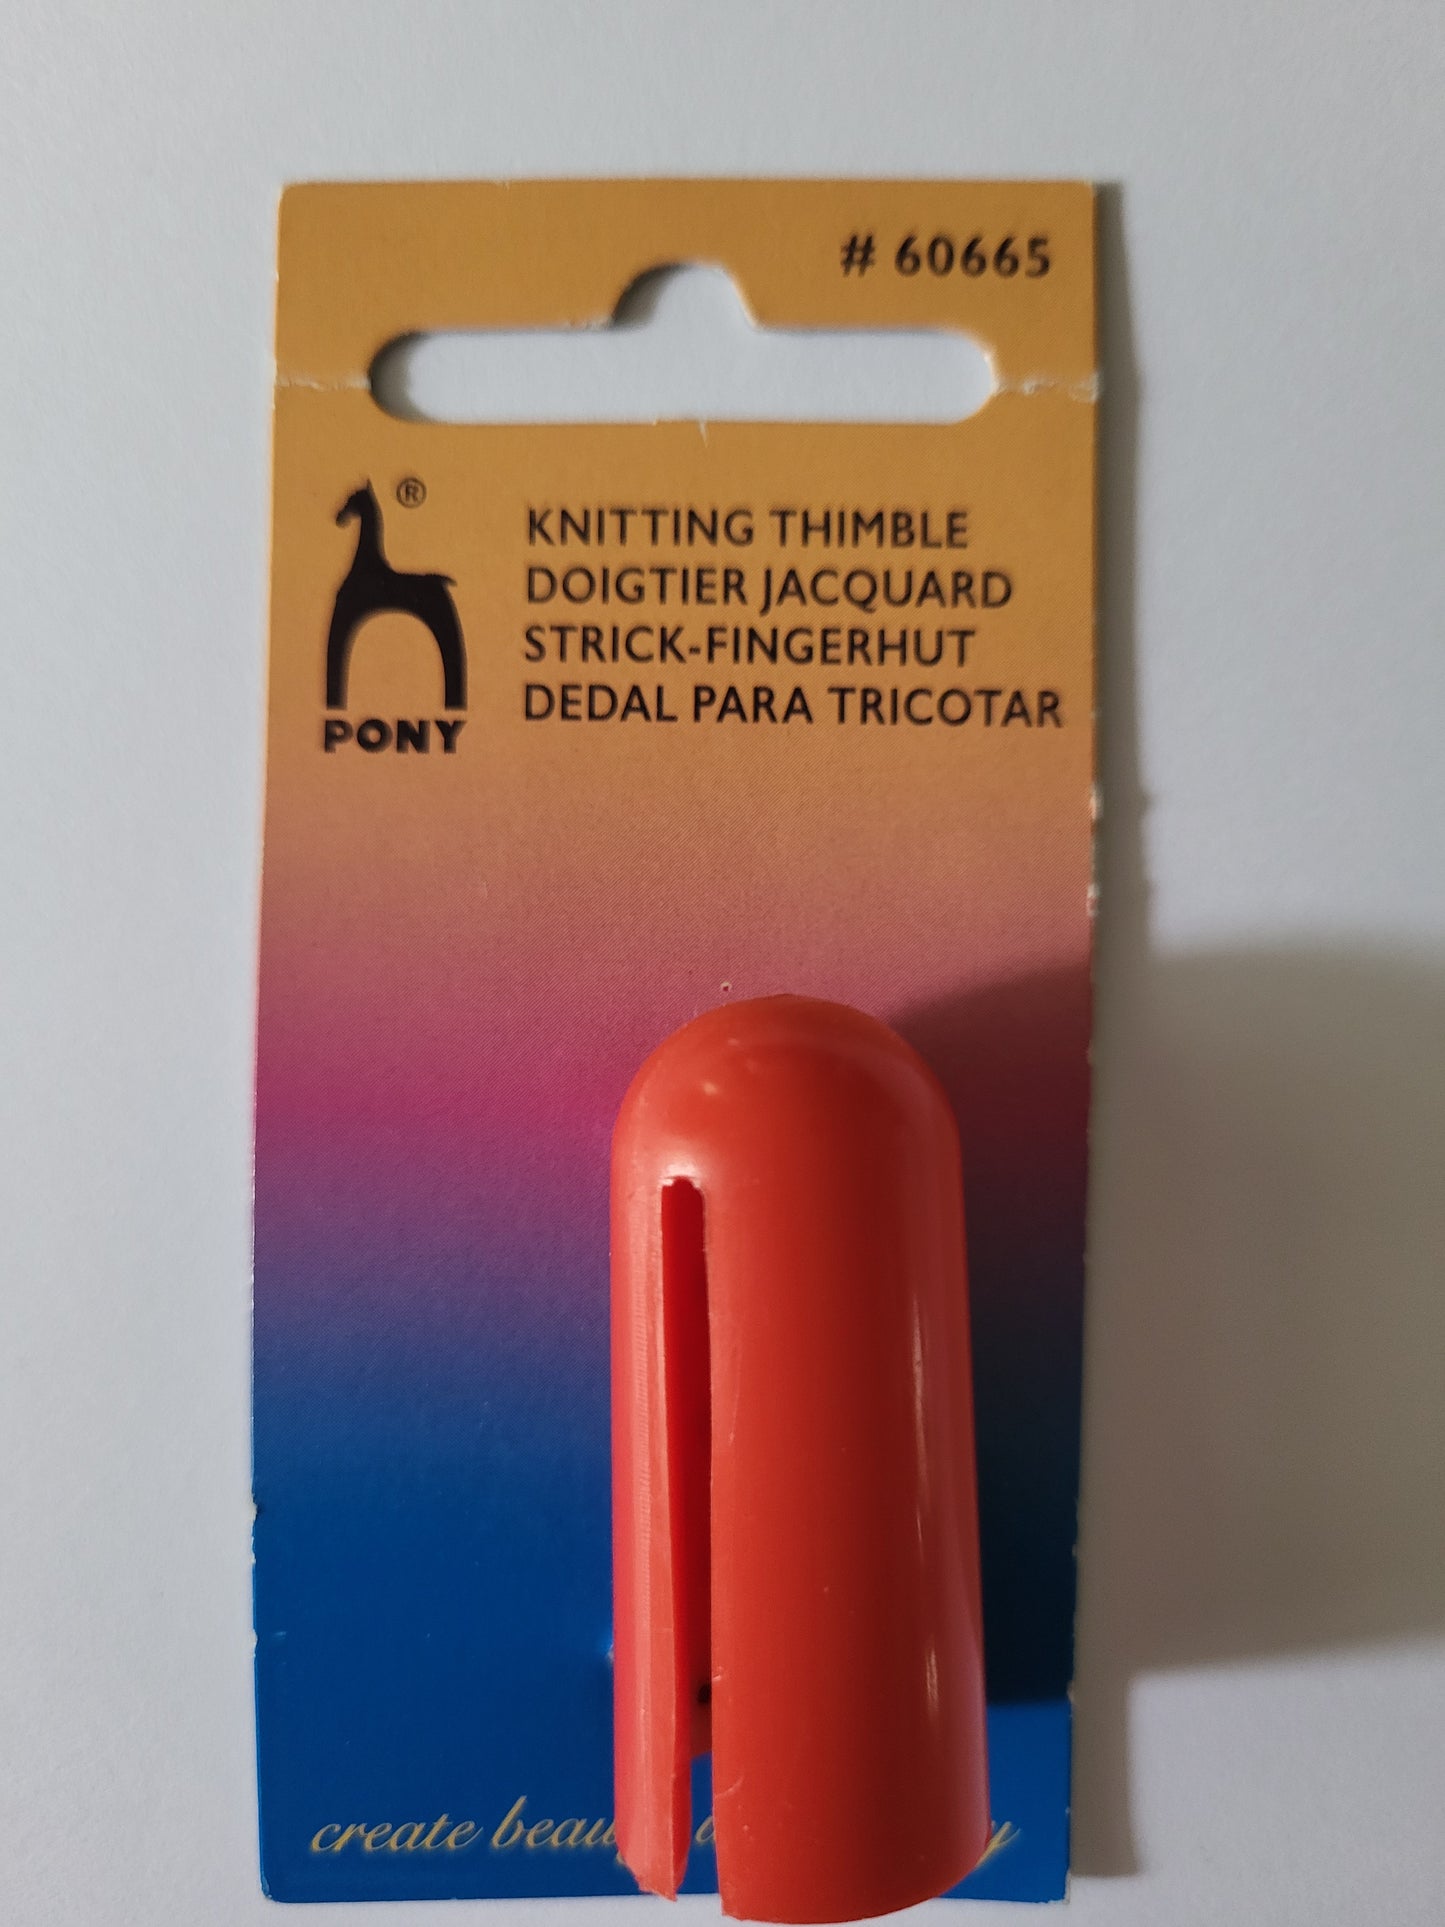 # 60665
®
KNITTING THIMBLE
DOIGTIER JACQUARD
STRICK-FINGERHUT
DEDAL PARA TRICOTAR
PONY
create